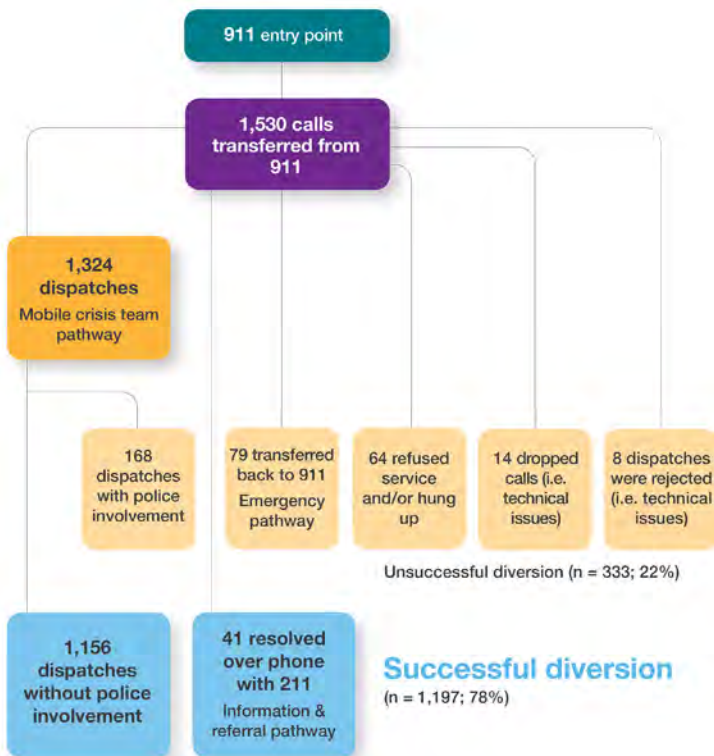 911 entry point
1,530 calls
transferred from
911
1,324
dispatches
Mobile crisis team
pathway
168
dispatches
with police
involvement
79 transferred
back to 911
Emergency
pathway
64 refused
service
and/or hung
up
14 dropped
calls (i.e.
technical
issues)
8 dispatches
were rejected
(i.e. technical
issues)
Unsuccessful diversion (n = 333; 22%)
1,156
dispatches
without police
involvement
41 resolved
over phone
with 211
Information &
referral pathway
Successful diversion
(n = 1,197; 78%)